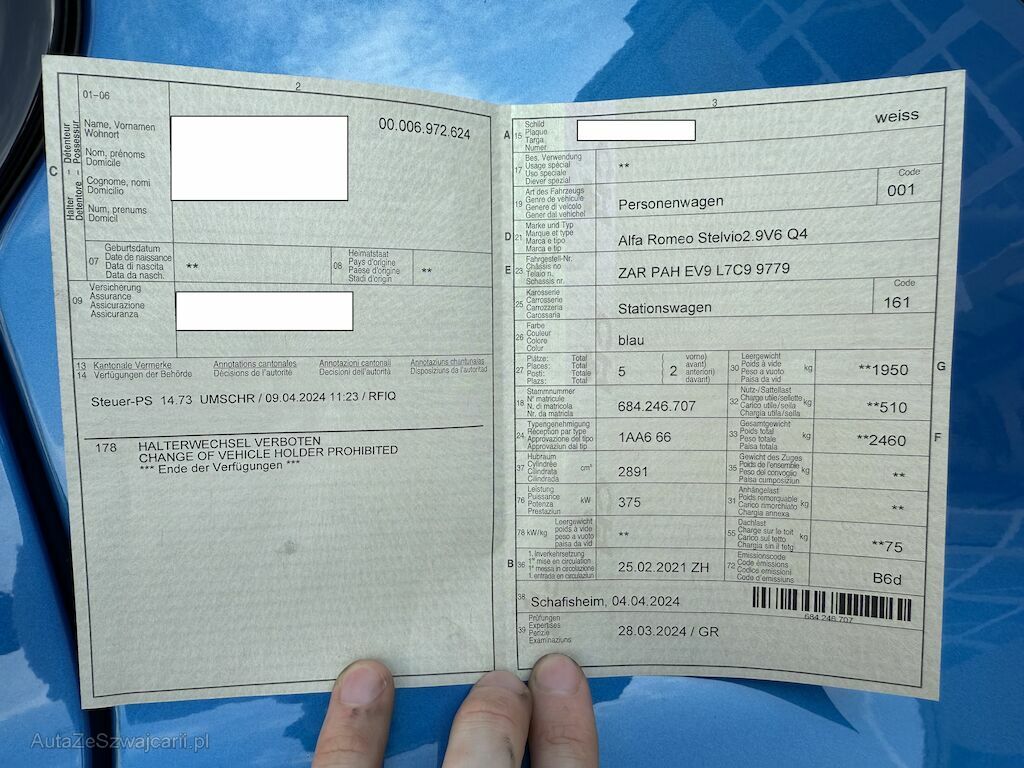 2
01-06
00.006.972.624
C
Halter – Détenteur
Detentore – Possessur
Name, Vornamen
Wohnort
Nom, prénoms
Domicile
Cognome, nomi
Domicilio
Num, prenums
Domicil
07
Geburtsdatum
Date de naissance
Data di nascita
Data da nasch.
**
08
Heimatstaat
Pays d'origine
Paese d'origine
Stadi d'origin
**
09
Versicherung
Assurance
Assicurazione
Assicuranza
13 Kantonale Vermerke Annotations cantonales Annotazioni cantonali Annotaziuns chantunalas
14 Verfügungen der Behörde Décisions de l'autorité Decisioni dell'autorità Disposiziuns da l'autoritad
Steuer-PS 14.73 UMSCHR / 09.04.2024 11:23 / RFIQ
178 HALTERWECHSEL VERBOTEN
CHANGE OF VEHICLE HOLDER PROHIBITED
*** Ende der Verfügungen ***
3
A
15
Schild
Plaque
Targa
Numer
weiss
17
Bes. Verwendung
Usage spécial
Uso speciale
Diever spezial
**
19
Art des Fahrzeugs
Genre de véhicule
Genere di veicolo
Gener dal vehichel
Personenwagen
Code
001
D
21
Marke und Typ
Marque et type
Marca e tipo
Marca e tip
Alfa Romeo Stelvio2.9V6 Q4
E
23
Fahrgestell-Nr.
Châssis no
Telaio n.
Schassis nr.
ZAR PAH EV9 L7C9 9779
25
Karosserie
Carrosserie
Carrozzeria
Carossaria
Stationswagen
Code
161
26
Farbe
Couleur
Colore
Colur
blau
27
Plätze: Total
Places: Total
Posti: Totale
Plazs: Total
5
( 2
vorne)
avant)
anteriori)
davant)
30
Leergewicht
Poids à vide
Peso a vuoto
Paisa da vid
kg
**1950
G
18
Stammnummer
N° matricule
N. di matricola
Nr. da matricla
684.246.707
32
Nutz-/Sattellast
Charge utile/sellette
Carico utile/sella
Chargia utila/sella
kg
**510
24
Typengenehmigung
Réception par type
Approvazione del tipo
Approvaziun dal tip
1AA6 66
33
Gesamtgewicht
Poids total
Peso totale
Paisa totala
kg
**2460
F
37
Hubraum
Cylindrée
Cilindrata
Cilindrada
cm³
2891
35
Gewicht des Zuges
Poids de l'ensemble
Peso del convoglio
Paisa cumposiziun
kg
**
76
Leistung
Puissance
Potenza
Prestaziun
kW
375
31
Anhängelast
Poids remorquable
Carico rimorchiato
Chargia annexa
kg
**
78 kW/kg
Leergewicht
poids à vide
peso a vuoto
paisa da vid
**
55
Dachlast
Charge sur le toit
Carico sul tetto
Chargia sin il tetg
kg
**75
B
36
1. Inverkehrsetzung
1re mise en circulation
1a messa in circolazione
1. entrada en circulaziun
25.02.2021 ZH
72
Emissionscode
Code émissions
Codice emissioni
Code d'emissiuns
B6d
38
Schafisheim, 04.04.2024
684 246 707
39
Prüfungen
Expertises
Perizie
Examinaziuns
28.03.2024 / GR
AutaZeSzwajcarii.pl